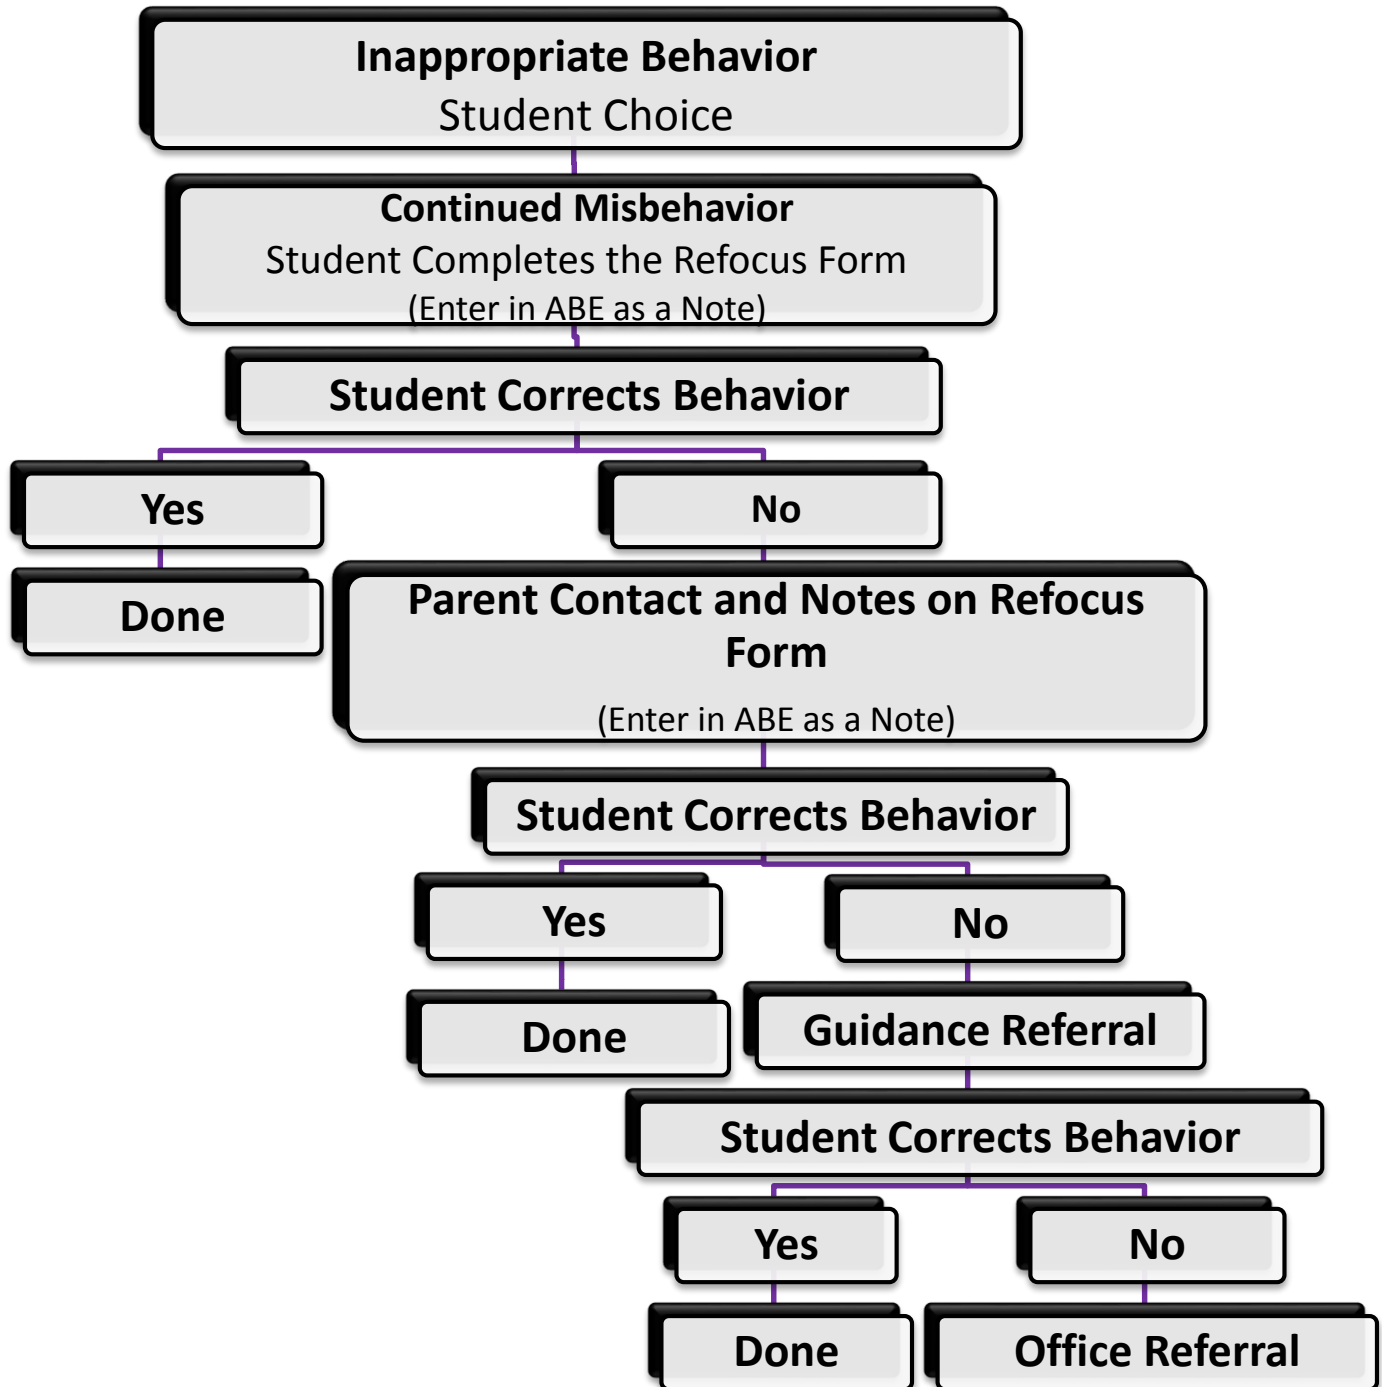 Inappropriate Behavior
Student Choice
Continued Misbehavior
Student Completes the Refocus Form
(Enter in ABE as a Note)
Student Corrects Behavior
Yes
No
Done
Parent Contact and Notes on Refocus
Form
(Enter in ABE as a Note)
Student Corrects Behavior
Yes
No
Done
Guidance Referral
Student Corrects Behavior
Yes
No
Done
Office Referral